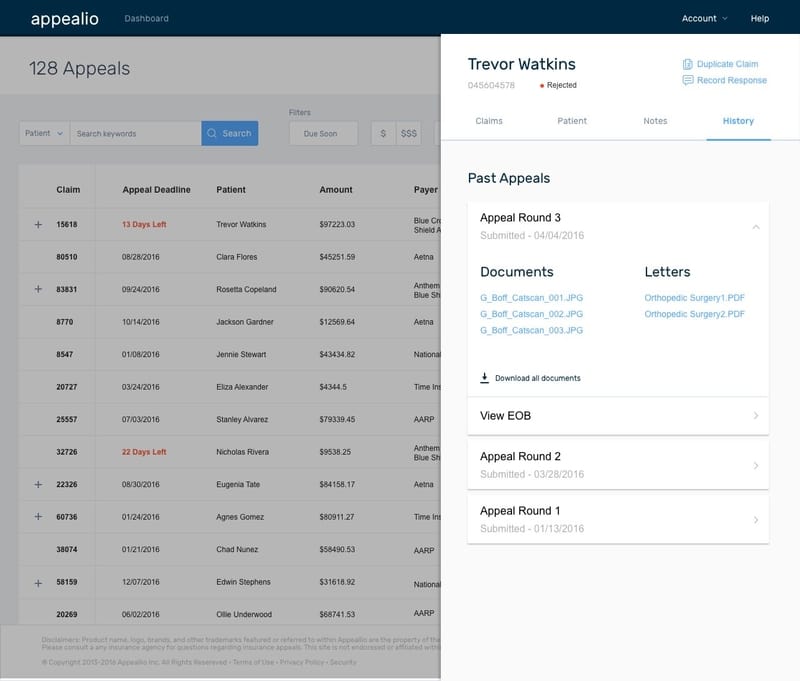 appealio Dashboard Account Help
128 Appeals
Patient Search keywords Search
Filters
Due Soon $ $$$
Claim Appeal Deadline Patient Amount Payer
15618 13 Days Left Trevor Watkins $97223.03 Blue Cro
Shield A
80510 08/28/2016 Clara Flores $45251.59 Aetna
83831 09/24/2016 Rosetta Copeland $90620.54 Anthem
Blue Sh
8770 10/14/2016 Jackson Gardner $12569.64 Aetna
8547 01/08/2016 Jennie Stewart $43434.82 National
20727 03/24/2016 Eliza Alexander $4344.5 Time Ins
25557 07/03/2016 Stanley Alvarez $79339.45 AARP
32726 22 Days Left Nicholas Rivera $9538.25 Anthem
Blue Sh
22326 08/30/2016 Eugenia Tate $84158.17 Aetna
60736 01/24/2016 Agnes Gomez $80911.27 Time Ins
38074 01/21/2016 Chad Nunez $58490.53 AARP
58159 12/07/2016 Edwin Stephens $31618.92 National
20269 06/02/2016 Ollie Underwood $68741.53 AARP
Disclaimers: Product name, logo, brands, and other trademarks featured or referred to within Appealio are the property of the
Please consult a any insurance agency for questions regarding insurance appeals. This site is not endorsed or affiliated with
© Copyright 2013-2016 Appealio Inc. All Rights Reserved • Terms of Use • Privacy Policy • Security
Trevor Watkins
045604578 Rejected
Duplicate Claim
Record Response
Claims Patient Notes History
Past Appeals
Appeal Round 3
Submitted - 04/04/2016
Documents
G_Boff_Catscan_001.JPG
G_Boff_Catscan_002.JPG
G_Boff_Catscan_003.JPG
Letters
Orthopedic Surgery1.PDF
Orthopedic Surgery2.PDF
Download all documents
View EOB
Appeal Round 2
Submitted - 03/28/2016
Appeal Round 1
Submitted - 01/13/2016